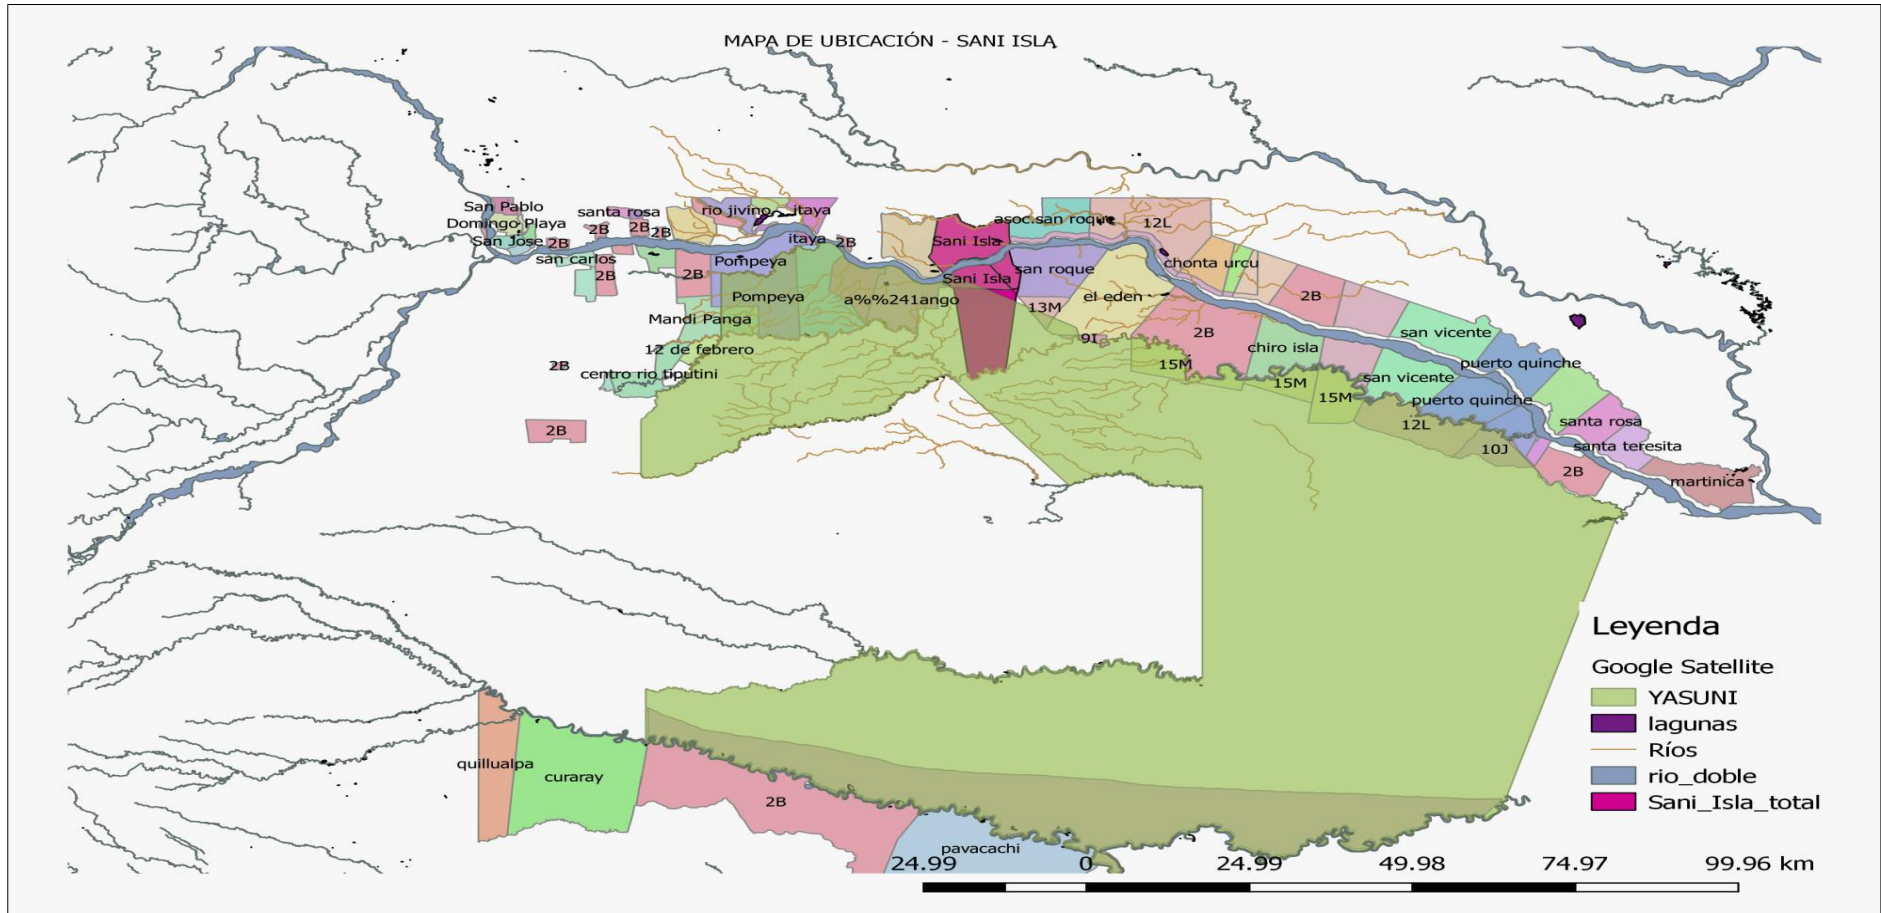 MAPA DE UBICACIÓN - SANI ISLA
San Pablo
Domingo Playa
San Jose
santa rosa
rio jivino
itaya
2B
2B
2B
2B
itaya
2B
san carlos
2B
2B
Pompeya
Pompeya
Mandi Panga
12 de febrero
centro rio tiputini
2B
2B
a%%241ango
Sani Isla
Sani Isla
asoc.san roque
12L
san roque
13M
el eden
9I
chonta urcu
2B
2B
15M
chiro isla
15M
15M
san vicente
san vicente
puerto quinche
puerto quinche
12L
10J
santa rosa
santa teresita
2B
martinica
quillualpa
curaray
2B
pavacachi
Leyenda
Google Satellite
YASUNI
lagunas
Ríos
rio_doble
Sani_Isla_total
24.99 0 24.99 49.98 74.97 99.96 km